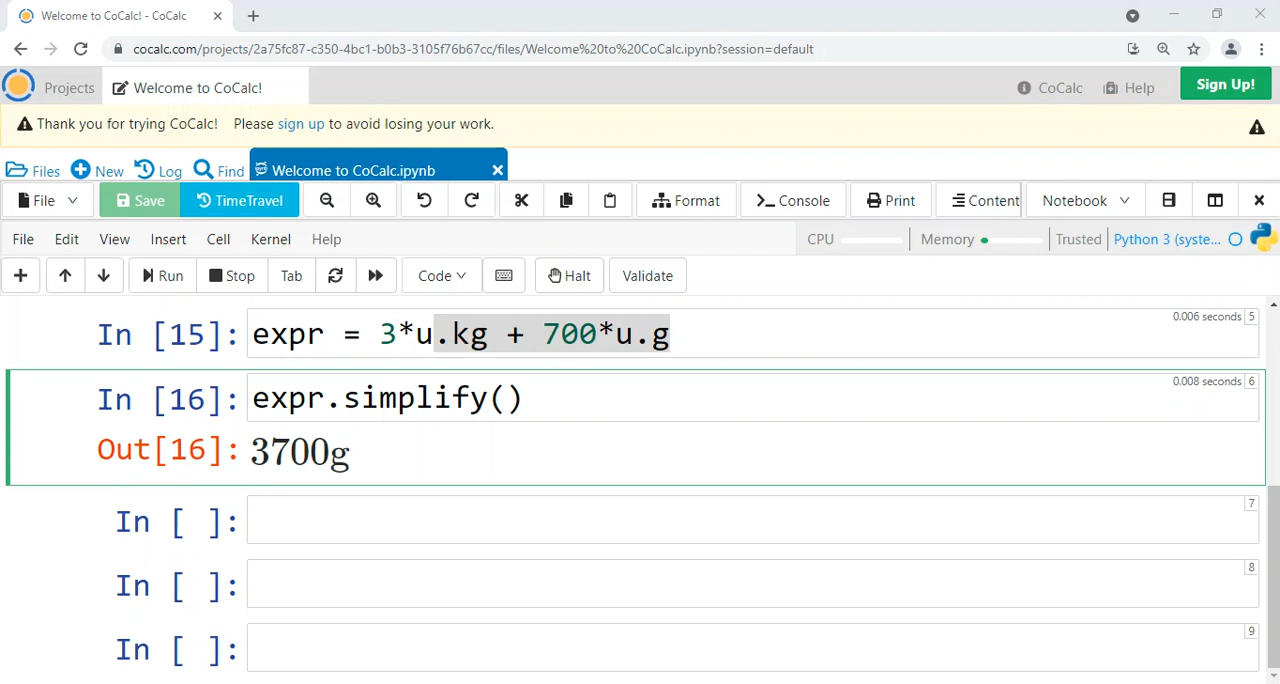 Welcome to CoCalc! - CoCalc
cocalc.com/projects/2a75fc87-c350-4bc1-b0b3-3105f76b67cc/files/Welcome%20to%20CoCalc.ipynb?session=default
Projects Welcome to CoCalc! CoCalc Help Sign Up!
Thank you for trying CoCalc! Please sign up to avoid losing your work.
Files New Log Find Welcome to CoCalc.ipynb
File Save TimeTravel Format >_ Console Print Content Notebook
File Edit View Insert Cell Kernel Help CPU Memory Trusted Python 3 (syste...
Run Stop Tab Code Halt Validate
In [15]: expr = 3*u.kg + 700*u.g 0.006 seconds 5
In [16]: expr.simplify() 0.008 seconds 6
Out[16]: 3700g
In [ ]: 7
In [ ]: 8
In [ ]: 9